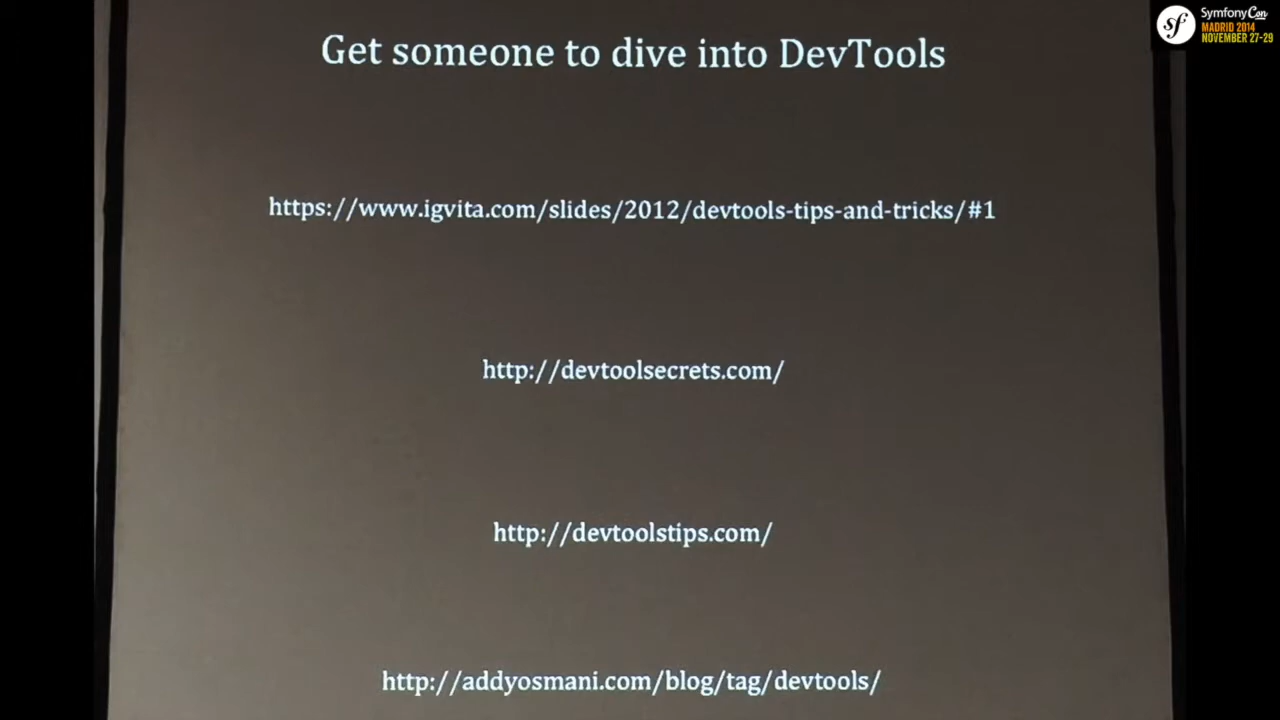 sf
SymfonyCon
MADRID 2014
NOVEMBER 27-29
Get someone to dive into DevTools
https://www.igvita.com/slides/2012/devtools-tips-and-tricks/#1
http://devtoolsecrets.com/
http://devtoolstips.com/
http://addyosmani.com/blog/tag/devtools/